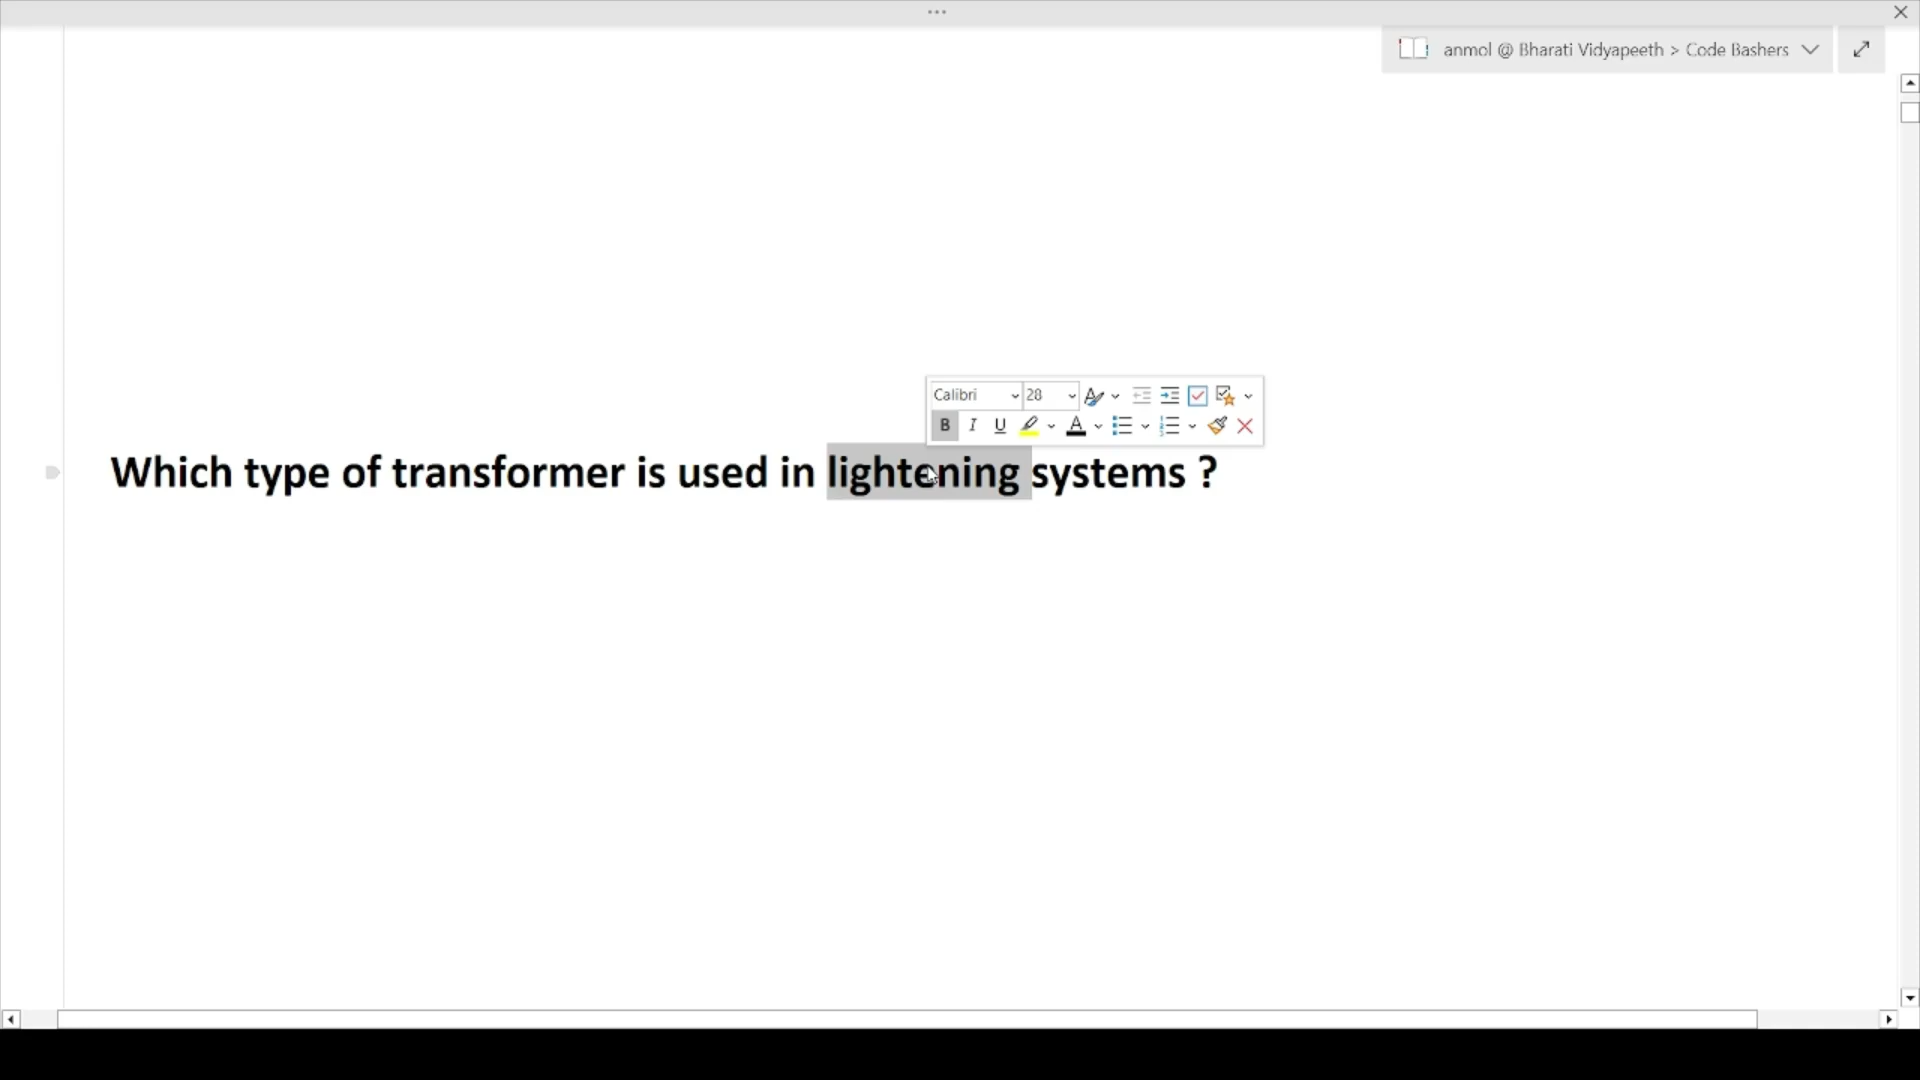 ...
anmol @ Bharati Vidyapeeth > Code Bashers
Calibri 28
B I U A
Which type of transformer is used in lightening systems ?